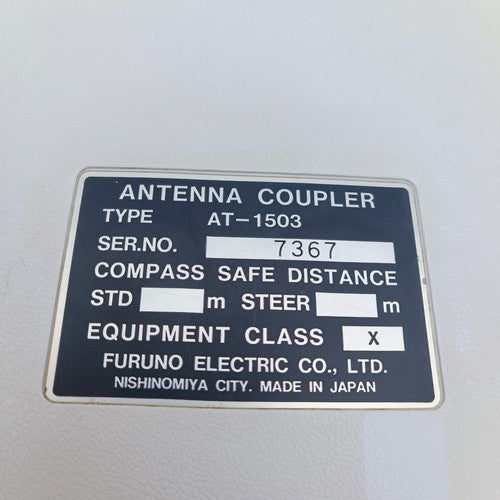 ANTENNA COUPLER
TYPE AT-1503
SER.NO. 7367
COMPASS SAFE DISTANCE
STD m STEER m
EQUIPMENT CLASS X
FURUNO ELECTRIC CO., LTD.
NISHINOMIYA CITY. MADE IN JAPAN